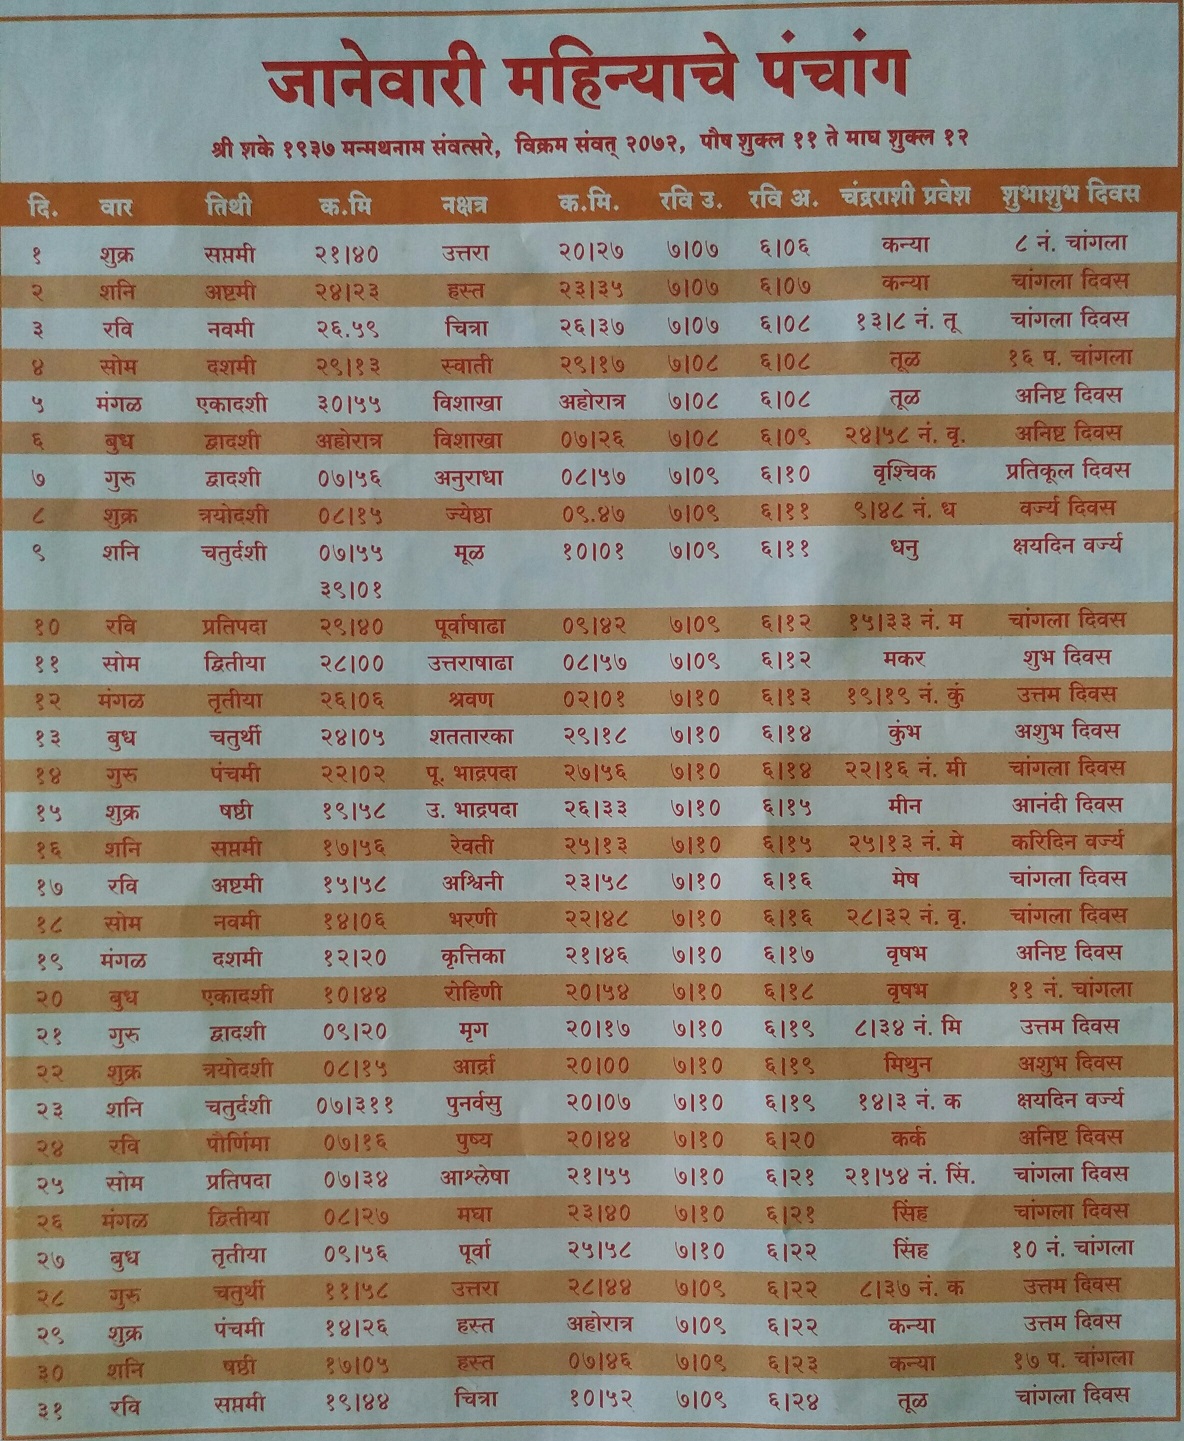 जानेवारी महिन्याचे पंचांग
श्री शके १९३७ मन्मथनाम संवत्सरे, विक्रम संवत् २०७२, पौष शुक्ल ११ ते माघ शुक्ल १२
दि. वार तिथी क.मि नक्षत्र क.मि. रवि उ. रवि अ. चंद्रराशी प्रवेश शुभाशुभ दिवस
१ शुक्र सप्तमी २१|४० उत्तरा २०|२७ ७|०७ ६|०६ कन्या ८ नं. चांगला
२ शनि अष्टमी २४|२३ हस्त २३|३५ ७|०७ ६|०७ कन्या चांगला दिवस
३ रवि नवमी २६.५९ चित्रा २६|३७ ७|०७ ६|०८ १३|८ नं. तू चांगला दिवस
४ सोम दशमी २९|१३ स्वाती २९|१७ ७|०८ ६|०८ तूळ १६ प. चांगला
५ मंगळ एकादशी ३०|५५ विशाखा अहोरात्र ७|०८ ६|०८ तूळ अनिष्ट दिवस
६ बुध द्वादशी अहोरात्र विशाखा ०७|२६ ७|०८ ६|०९ २४|५८ नं. वृ. अनिष्ट दिवस
७ गुरु द्वादशी ०७|५६ अनुराधा ०८|५७ ७|०९ ६|१० वृश्चिक प्रतिकूल दिवस
८ शुक्र त्रयोदशी ०८|१५ ज्येष्ठा ०९.४७ ७|०९ ६|११ ९|४८ नं. ध वर्ज्य दिवस
९ शनि चतुर्दशी ०७|५५ मूळ १०|०१ ७|०९ ६|११ धनु क्षयदिन वर्ज्य
३९|०१
१० रवि प्रतिपदा २९|४० पूर्वाषाढा ०९|४२ ७|०९ ६|१२ १५|३३ नं. म चांगला दिवस
११ सोम द्वितीया २८|०० उत्तराषाढा ०८|५७ ७|०९ ६|१२ मकर शुभ दिवस
१२ मंगळ तृतीया २६|०६ श्रवण ०२|०१ ७|१० ६|१३ १९|१९ नं. कुं उत्तम दिवस
१३ बुध चतुर्थी २४|०५ शततारका २९|१८ ७|१० ६|१४ कुंभ अशुभ दिवस
१४ गुरु पंचमी २२|०२ पू. भाद्रपदा २७|५६ ७|१० ६|१४ २२|१६ नं. मी चांगला दिवस
१५ शुक्र षष्ठी १९|५८ उ. भाद्रपदा २६|३३ ७|१० ६|१५ मीन आनंदी दिवस
१६ शनि सप्तमी १७|५६ रेवती २५|१३ ७|१० ६|१५ २५|१३ नं. मे करिदिन वर्ज्य
१७ रवि अष्टमी १५|५८ अश्विनी २३|५८ ७|१० ६|१६ मेष चांगला दिवस
१८ सोम नवमी १४|०६ भरणी २२|४८ ७|१० ६|१६ २८|३२ नं. वृ. चांगला दिवस
१९ मंगळ दशमी १२|२० कृत्तिका २१|४६ ७|१० ६|१७ वृषभ अनिष्ट दिवस
२० बुध एकादशी १०|४४ रोहिणी २०|५४ ७|१० ६|१८ वृषभ ११ नं. चांगला
२१ गुरु द्वादशी ०९|२० मृग २०|१७ ७|१० ६|१९ ८|३४ नं. मि उत्तम दिवस
२२ शुक्र त्रयोदशी ०८|१५ आर्द्रा २०|०० ७|१० ६|१९ मिथुन अशुभ दिवस
२३ शनि चतुर्दशी ०७|३११ पुनर्वसु २०|०७ ७|१० ६|१९ १४|३ नं. क क्षयदिन वर्ज्य
२४ रवि पौर्णिमा ०७|१६ पुष्य २०|४४ ७|१० ६|२० कर्क अनिष्ट दिवस
२५ सोम प्रतिपदा ०७|३४ आश्लेषा २१|५५ ७|१० ६|२१ २१|५४ नं. सिं. चांगला दिवस
२६ मंगळ द्वितीया ०८|२७ मघा २३|४० ७|१० ६|२१ सिंह चांगला दिवस
२७ बुध तृतीया ०९|५६ पूर्वा २५|५८ ७|१० ६|२२ सिंह १० नं. चांगला
२८ गुरु चतुर्थी ११|५८ उत्तरा २८|४४ ७|०९ ६|२२ ८|३७ नं. क उत्तम दिवस
२९ शुक्र पंचमी १४|२६ हस्त अहोरात्र ७|०९ ६|२२ कन्या उत्तम दिवस
३० शनि षष्ठी १७|०५ हस्त ०७|४६ ७|०९ ६|२३ कन्या १७ प. चांगला
३१ रवि सप्तमी १९|४४ चित्रा १०|५२ ७|०९ ६|२४ तूळ चांगला दिवस